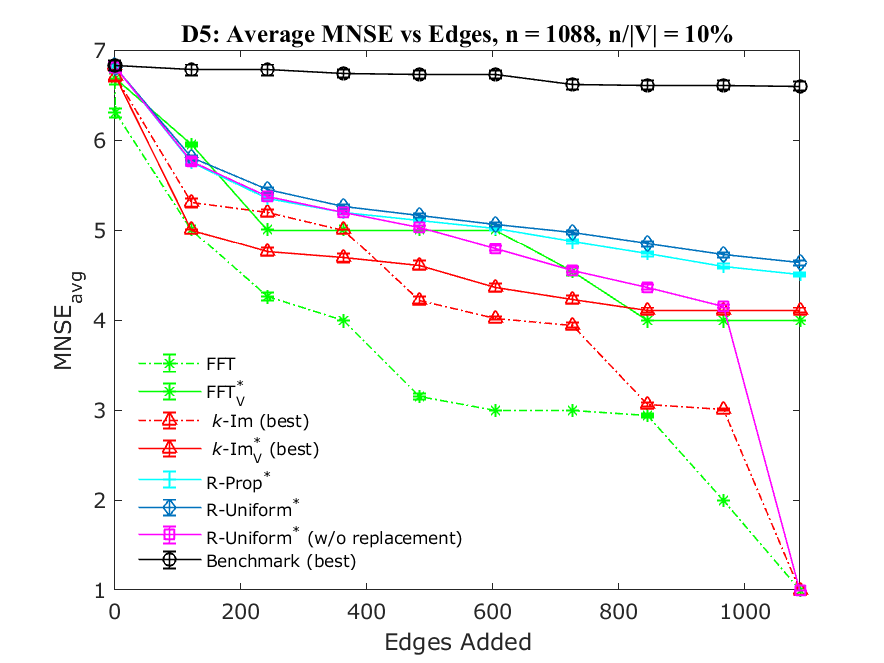 D5: Average MNSE vs Edges, n = 1088, n/|V| = 10%
7
6
5
4
3
2
1
MNSE_avg
FFT
FFT*_V
k-Im (best)
k-Im*_V (best)
R-Prop*
R-Uniform*
R-Uniform* (w/o replacement)
Benchmark (best)
0 200 400 600 800 1000
Edges Added